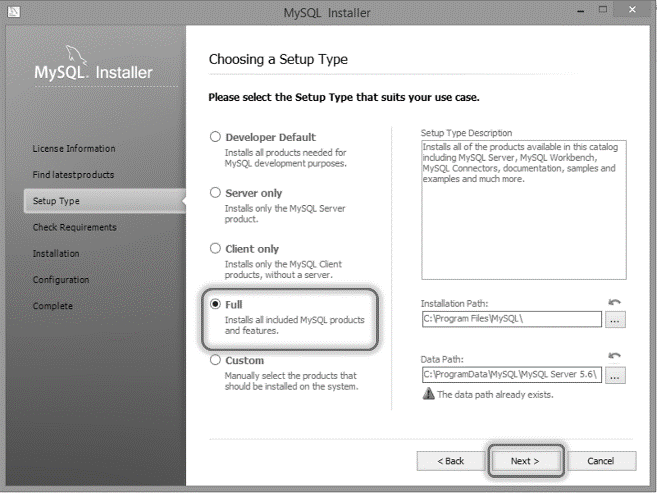 MySQL Installer
MySQL. Installer
License Information
Find latestproducts
Setup Type
Check Requirements
Installation
Configuration
Complete
Choosing a Setup Type
Please select the Setup Type that suits your use case.
Developer Default
Installs all products needed for
MySQL development purposes.
Server only
Installs only the MySQL Server
product.
Client only
Installs only the MySQL Client
products, without a server.
Full
Installs all included MySQL products
and features.
Custom
Manually select the products that
should be installed on the system.
Setup Type Description
Installs all of the products available in this catalog
including MySQL Server, MySQL Workbench,
MySQL Connectors, documentation, samples and
examples and much more.
Installation Path:
C:\Program Files\MySQL\
...
Data Path:
C:\ProgramData\MySQL\MySQL Server 5.6\
...
The data path already exists.
< Back
Next >
Cancel